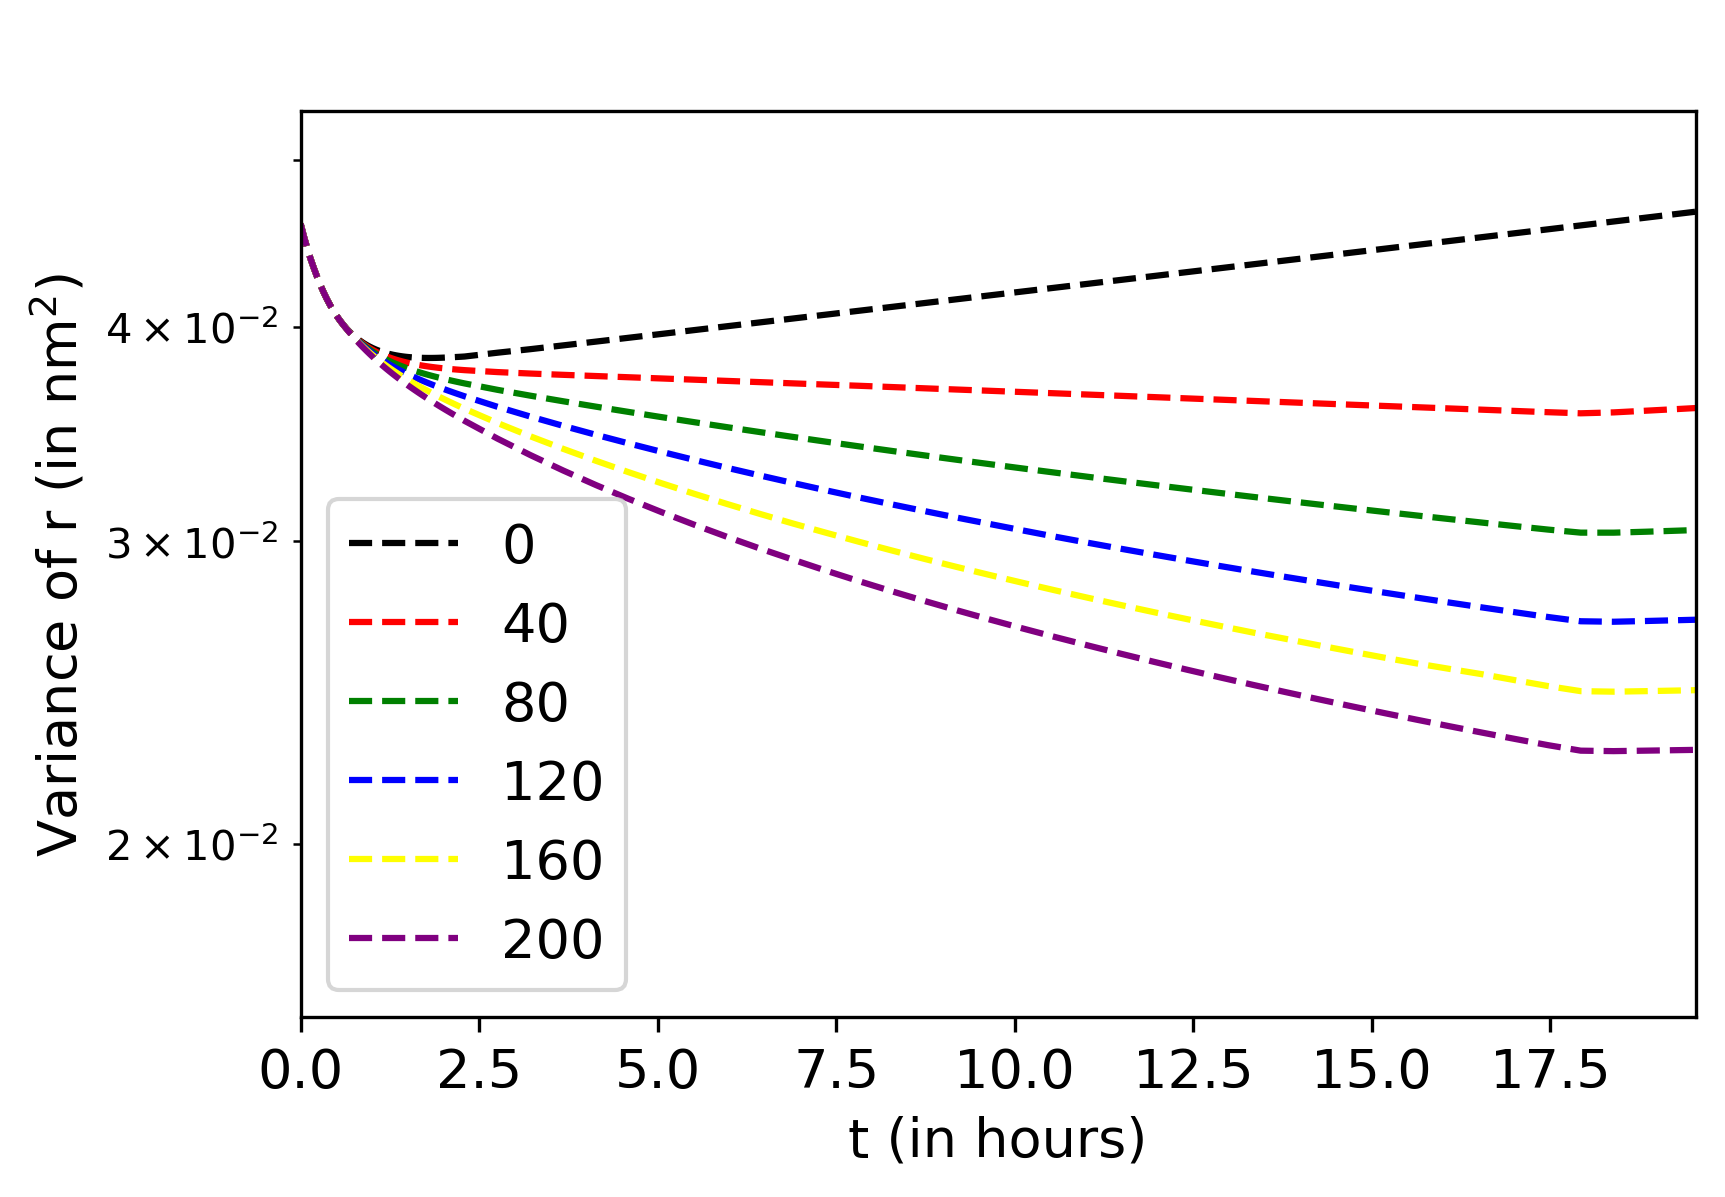 Variance of r (in nm²)
4 × 10⁻²
3 × 10⁻²
2 × 10⁻²
0
40
80
120
160
200
0.0 2.5 5.0 7.5 10.0 12.5 15.0 17.5
t (in hours)